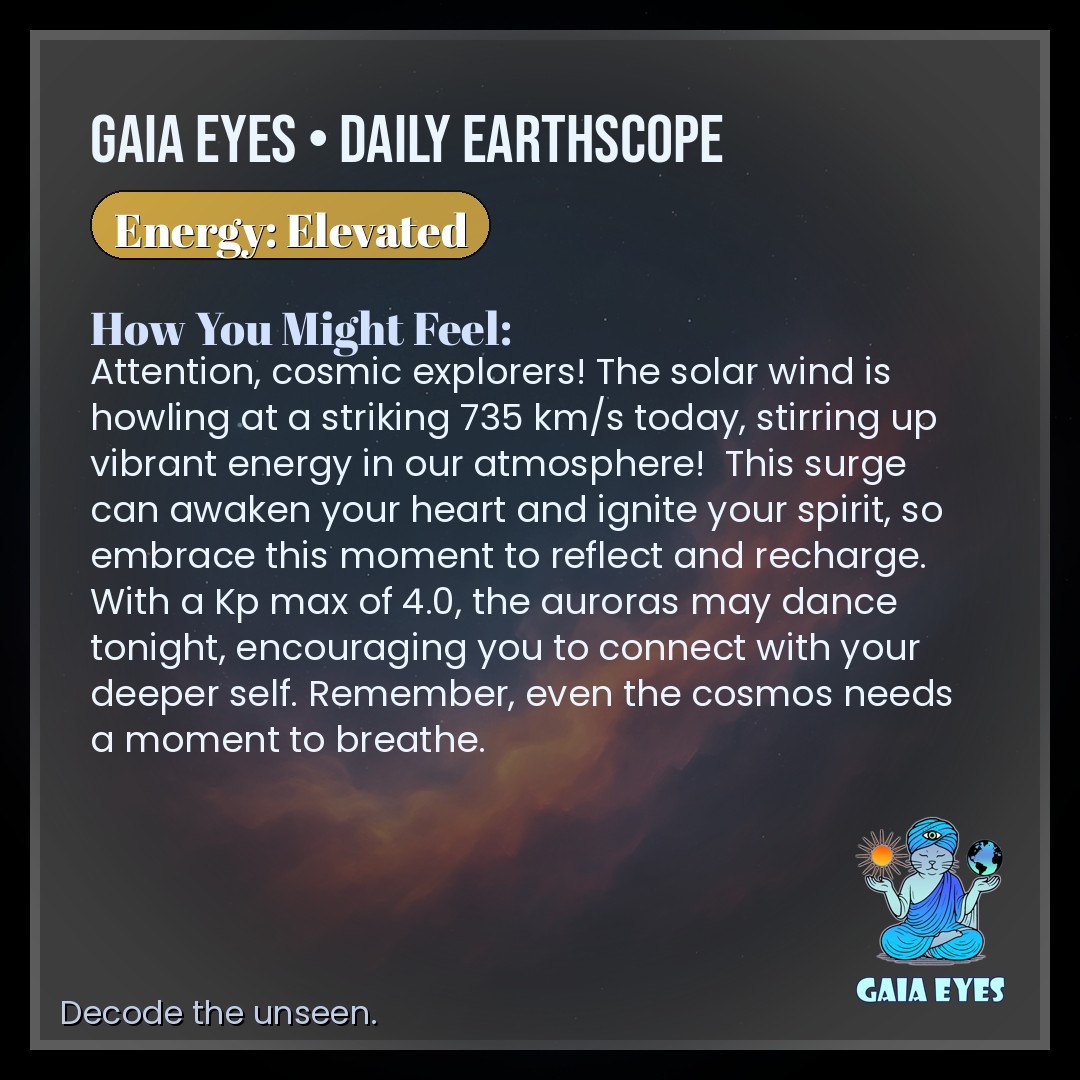 GAIA EYES • DAILY EARTHSCOPE
Energy: Elevated
How You Might Feel:
Attention, cosmic explorers! The solar wind is
howling at a striking 735 km/s today, stirring up
vibrant energy in our atmosphere!  This surge
can awaken your heart and ignite your spirit, so
embrace this moment to reflect and recharge.
With a Kp max of 4.0, the auroras may dance
tonight, encouraging you to connect with your
deeper self. Remember, even the cosmos needs
a moment to breathe.
GAIA EYES
Decode the unseen.